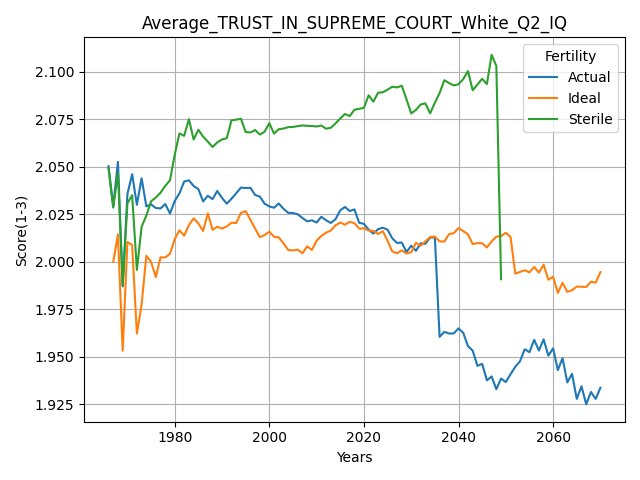 Average_TRUST_IN_SUPREME_COURT_White_Q2_IQ
Fertility
Actual
Ideal
Sterile
Score(1-3)
2.100
2.075
2.050
2.025
2.000
1.975
1.950
1.925
1980
2000
2020
2040
2060
Years